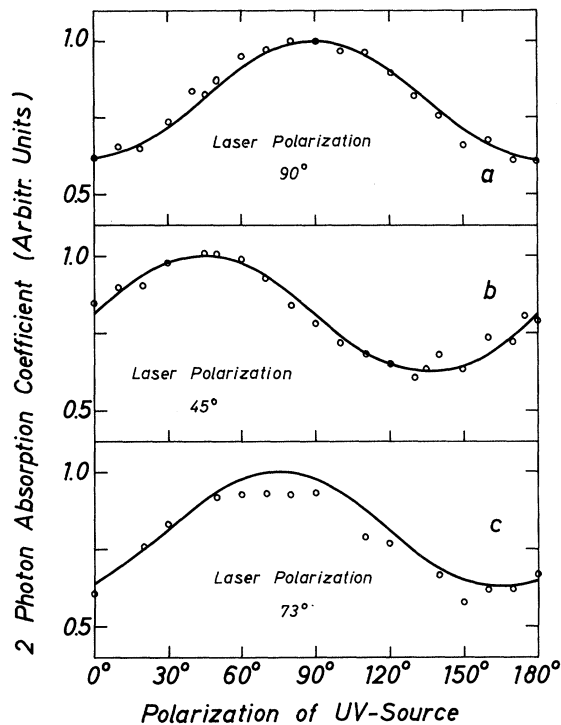 2 Photon Absorption Coefficient (Arbitr. Units)
1.0
0.5
Laser Polarization
90°
a
1.0
0.5
Laser Polarization
45°
b
1.0
0.5
Laser Polarization
73°
c
0° 30° 60° 90° 120° 150° 180°
Polarization of UV-Source